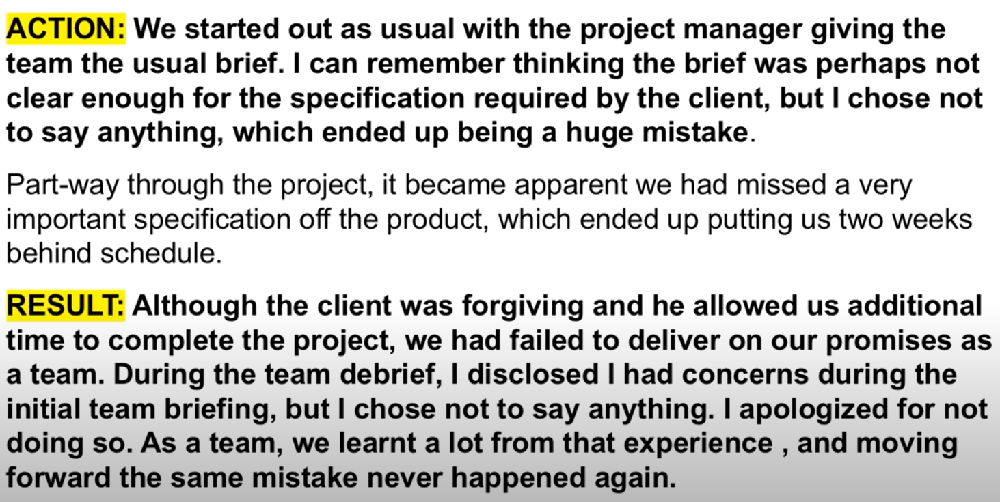 ACTION: We started out as usual with the project manager giving the
team the usual brief. I can remember thinking the brief was perhaps not
clear enough for the specification required by the client, but I chose not
to say anything, which ended up being a huge mistake.
Part-way through the project, it became apparent we had missed a very
important specification off the product, which ended up putting us two weeks
behind schedule.
RESULT: Although the client was forgiving and he allowed us additional
time to complete the project, we had failed to deliver on our promises as
a team. During the team debrief, I disclosed I had concerns during the
initial team briefing, but I chose not to say anything. I apologized for not
doing so. As a team, we learnt a lot from that experience , and moving
forward the same mistake never happened again.